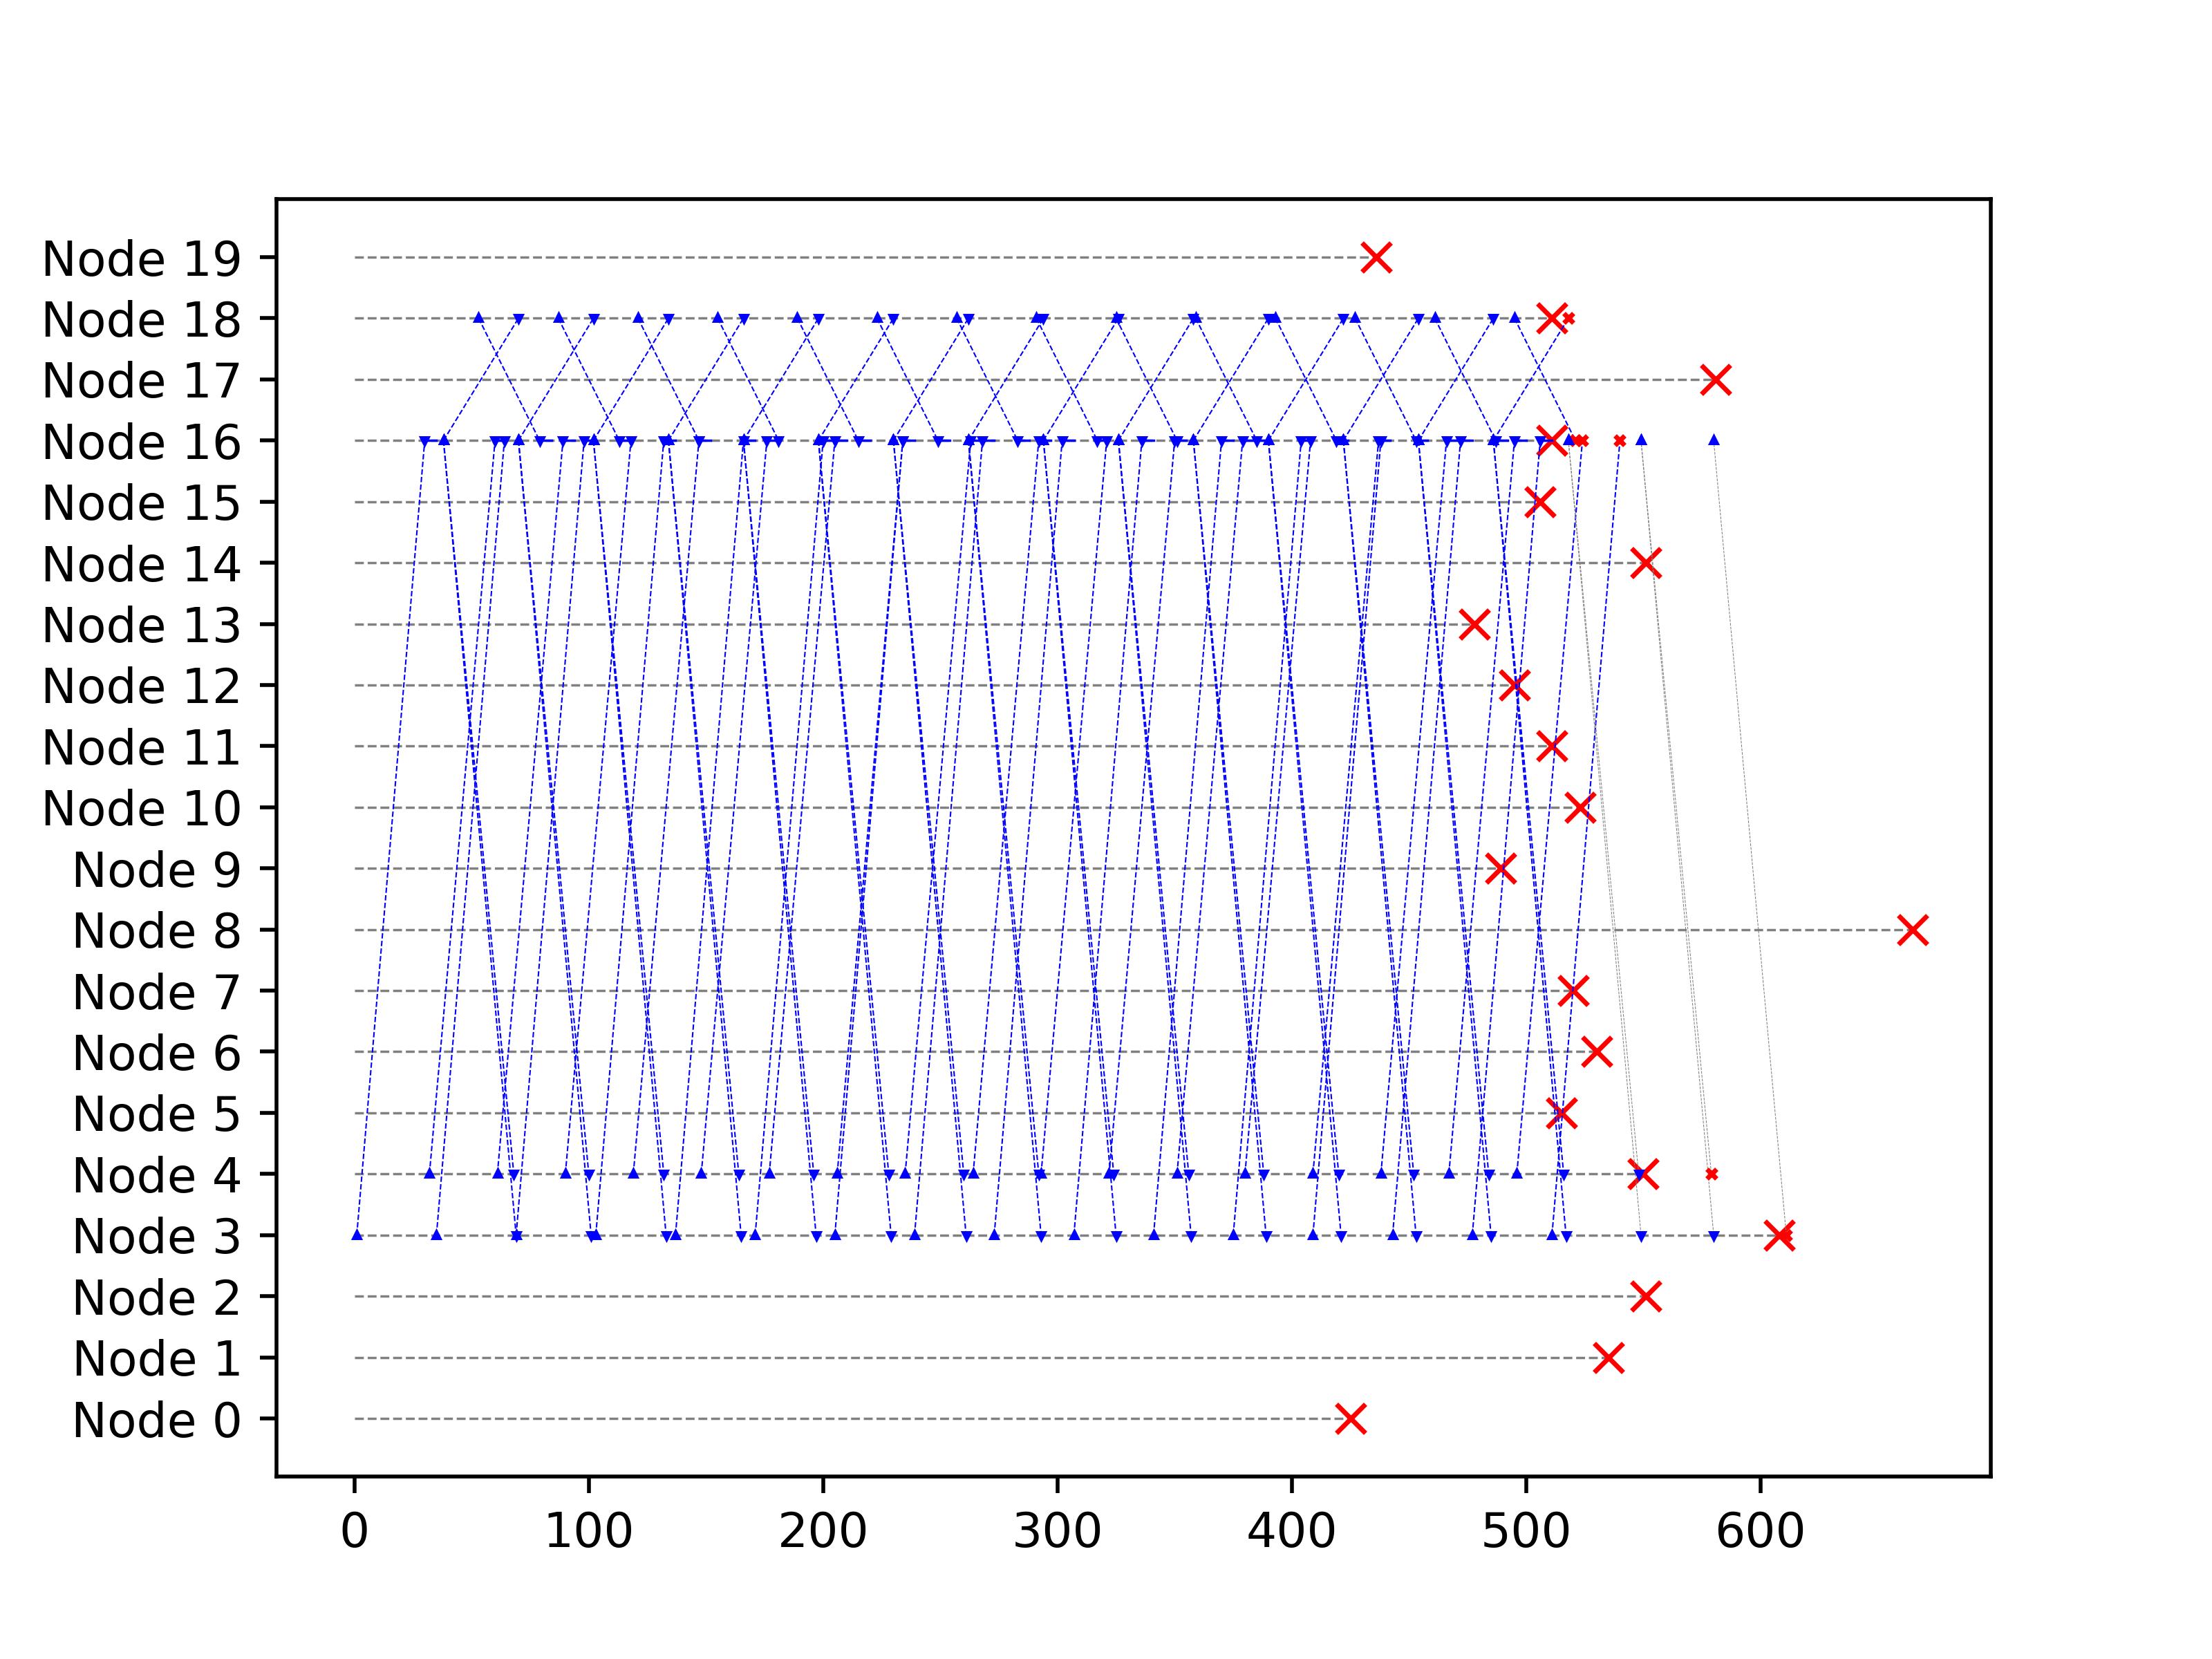 Node 19
Node 18
Node 17
Node 16
Node 15
Node 14
Node 13
Node 12
Node 11
Node 10
Node 9
Node 8
Node 7
Node 6
Node 5
Node 4
Node 3
Node 2
Node 1
Node 0
0 100 200 300 400 500 600